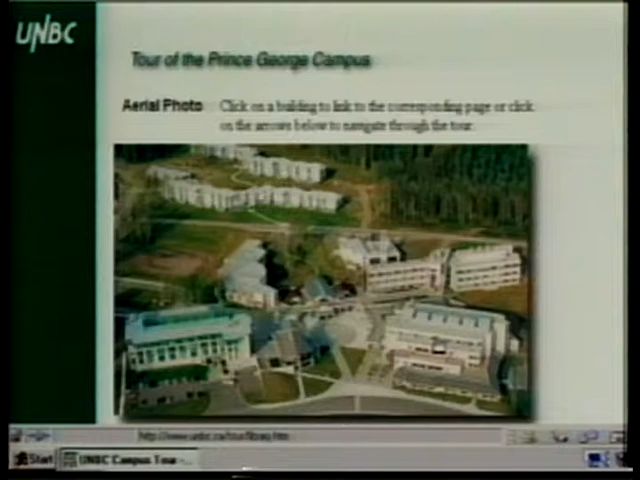 UNBC
Tour of the Prince George Campus
Aerial Photo
Click on a building to link to the corresponding page or click
on the arrows below to navigate through the tour.
Start
UNBC Campus Tour -...